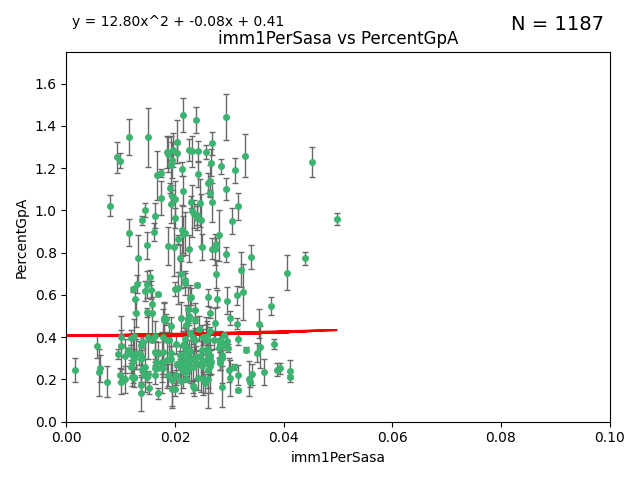 y = 12.80x^2 + -0.08x + 0.41
N = 1187
imm1PerSasa vs PercentGpA
PercentGpA
1.6
1.4
1.2
1.0
0.8
0.6
0.4
0.2
0.0
0.00 0.02 0.04 0.06 0.08 0.10
imm1PerSasa